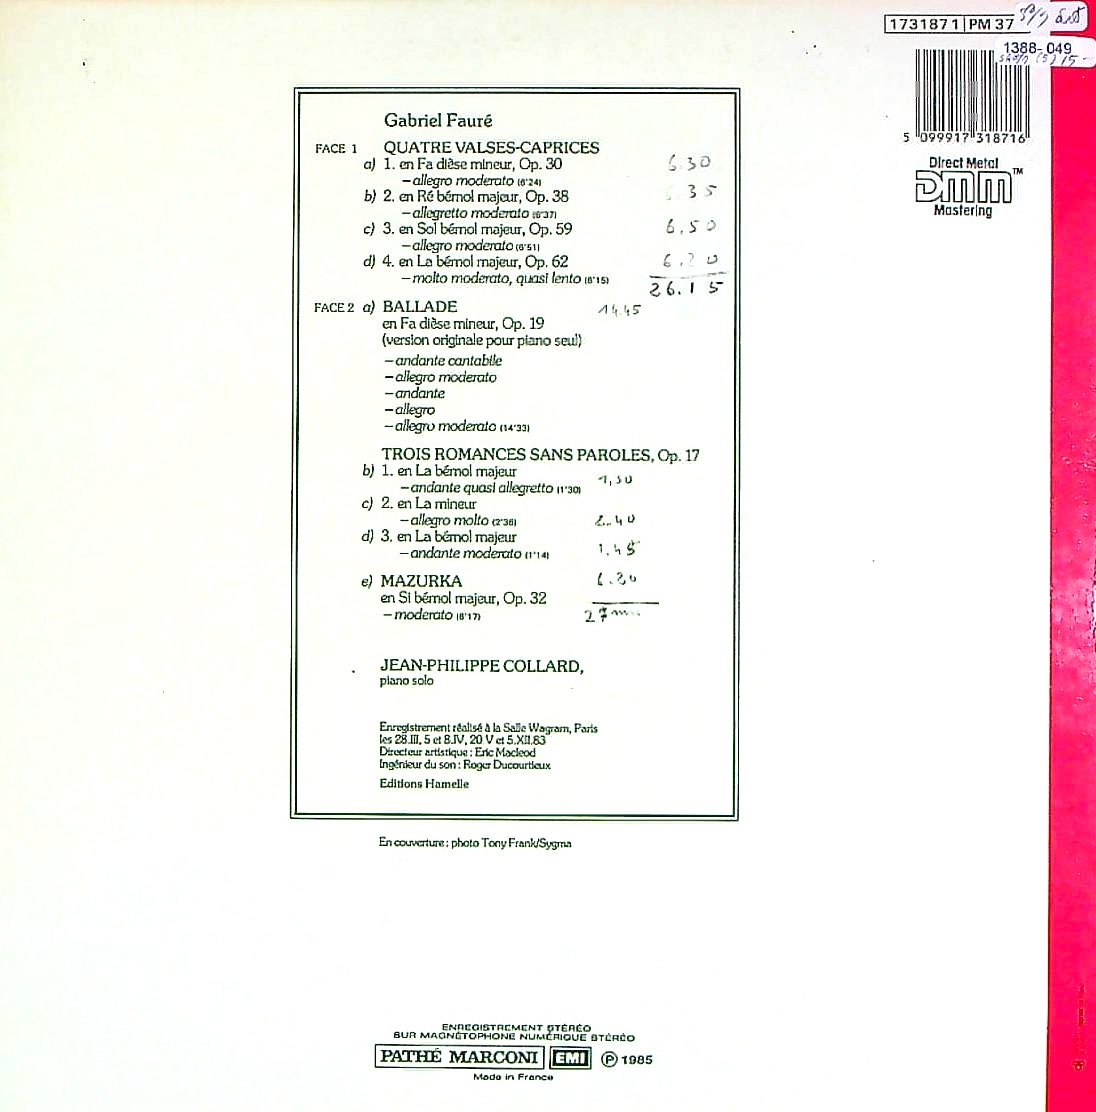 1731871 PM 37
1388-049
5 099917 318716
Direct Metal
DMM TM
Mastering
Gabriel Fauré
FACE 1 QUATRE VALSES-CAPRICES
a) 1. en Fa dièse mineur, Op. 30 6.30
– allegro moderato (6'24)
b) 2. en Ré bémol majeur, Op. 38 35
– allegretto moderato (6'37)
c) 3. en Sol bémol majeur, Op. 59 6.50
– allegro moderato (6'51)
d) 4. en La bémol majeur, Op. 62 6.20
– molto moderato, quasi lento (6'15)
26.15
FACE 2 a) BALLADE 14.45
en Fa dièse mineur, Op. 19
(version originale pour piano seul)
– andante cantabile
– allegro moderato
– andante
– allegro
– allegro moderato (14'33)
TROIS ROMANCES SANS PAROLES, Op. 17
b) 1. en La bémol majeur
– andante quasi allegretto (1'30)
c) 2. en La mineur
– allegro molto (2'36) 2.40
d) 3. en La bémol majeur
– andante moderato (1'14)
e) MAZURKA 6.20
en Si bémol majeur, Op. 32
– moderato (6'17) 27
JEAN-PHILIPPE COLLARD,
piano solo
Enregistrement réalisé à la Salle Wagram, Paris
les 28.III, 5 et 8.IV, 20 V et 5.XII.83
Directeur artistique : Eric Macleod
Ingénieur du son : Roger Ducourtieux
Editions Hamelle
En couverture : photo Tony Frank/Sygma
ENREGISTREMENT STÉRÉO
SUR MAGNÉTOPHONE NUMÉRIQUE STÉRÉO
PATHÉ MARCONI EMI Ⓟ 1985
Made in France